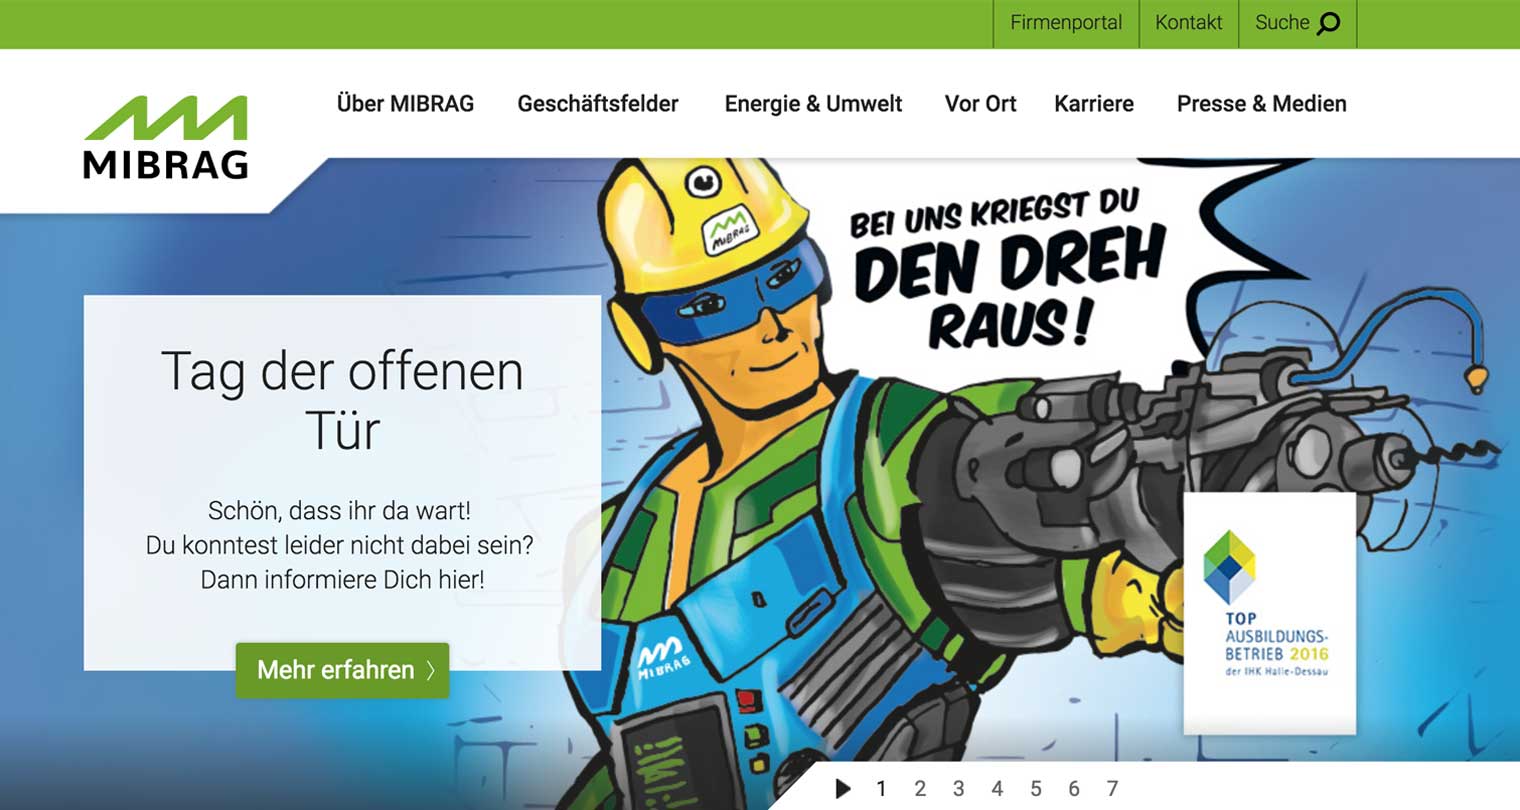 Firmenportal
Kontakt
Suche
MIBRAG
Über MIBRAG
Geschäftsfelder
Energie & Umwelt
Vor Ort
Karriere
Presse & Medien
MIBRAG
BEI UNS KRIEGST DU
DEN DREH
RAUS!
Tag der offenen
Tür
Schön, dass ihr da wart!
Du konntest leider nicht dabei sein?
Dann informiere Dich hier!
Mehr erfahren
MIBRAG
TOP
AUSBILDUNGS-
BETRIEB 2016
der IHK Halle-Dessau
1 2 3 4 5 6 7